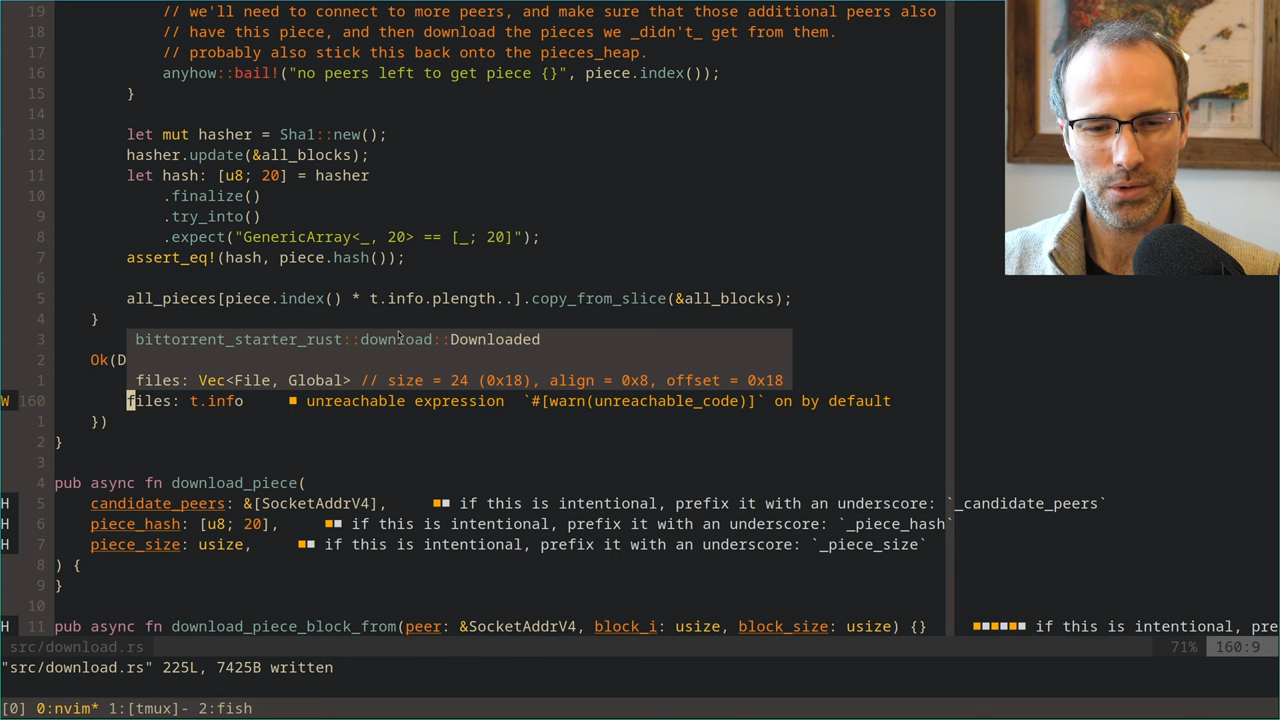 19 // we'll need to connect to more peers, and make sure that those additional peers also
18 // have this piece, and then download the pieces we _didn't_ get from them.
17 // probably also stick this back onto the pieces_heap.
16 anyhow::bail!("no peers left to get piece {}", piece.index());
15 }
14
13 let mut hasher = Sha1::new();
12 hasher.update(&all_blocks);
11 let hash: [u8; 20] = hasher
10 .finalize()
9 .try_into()
8 .expect("GenericArray<_, 20> == [_; 20]");
7 assert_eq!(hash, piece.hash());
6
5 all_pieces[piece.index() * t.info.plength..].copy_from_slice(&all_blocks);
4 }
3 bittorrent_starter_rust::download::Downloaded
2 Ok(D
1 files: Vec<File, Global> // size = 24 (0x18), align = 0x8, offset = 0x18
W 160 files: t.info ■ unreachable expression `#[warn(unreachable_code)]` on by default
1 })
2 }
3
4 pub async fn download_piece(
H 5 candidate_peers: &[SocketAddrV4], ■■ if this is intentional, prefix it with an underscore: `_candidate_peers`
H 6 piece_hash: [u8; 20], ■■ if this is intentional, prefix it with an underscore: `_piece_hash`
H 7 piece_size: usize, ■■ if this is intentional, prefix it with an underscore: `_piece_size`
8 ) {
9 }
10
H 11 pub async fn download_piece_block_from(peer: &SocketAddrV4, block_i: usize, block_size: usize) {} ■■■■■■ if this is intentional, pre
src/download.rs 71% 160:9
"src/download.rs" 225L, 7425B written
[0] 0:nvim* 1:[tmux]- 2:fish